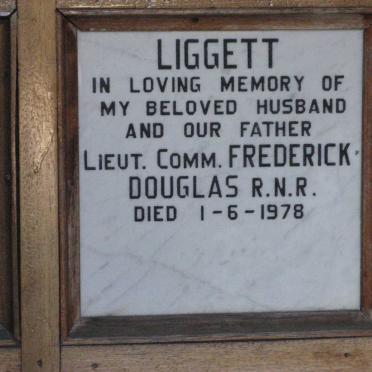 LIGGETT
IN LOVING MEMORY OF
MY BELOVED HUSBAND
AND OUR FATHER
LIEUT. COMM. FREDERICK
DOUGLAS R.N.R.
DIED 1-6-1978